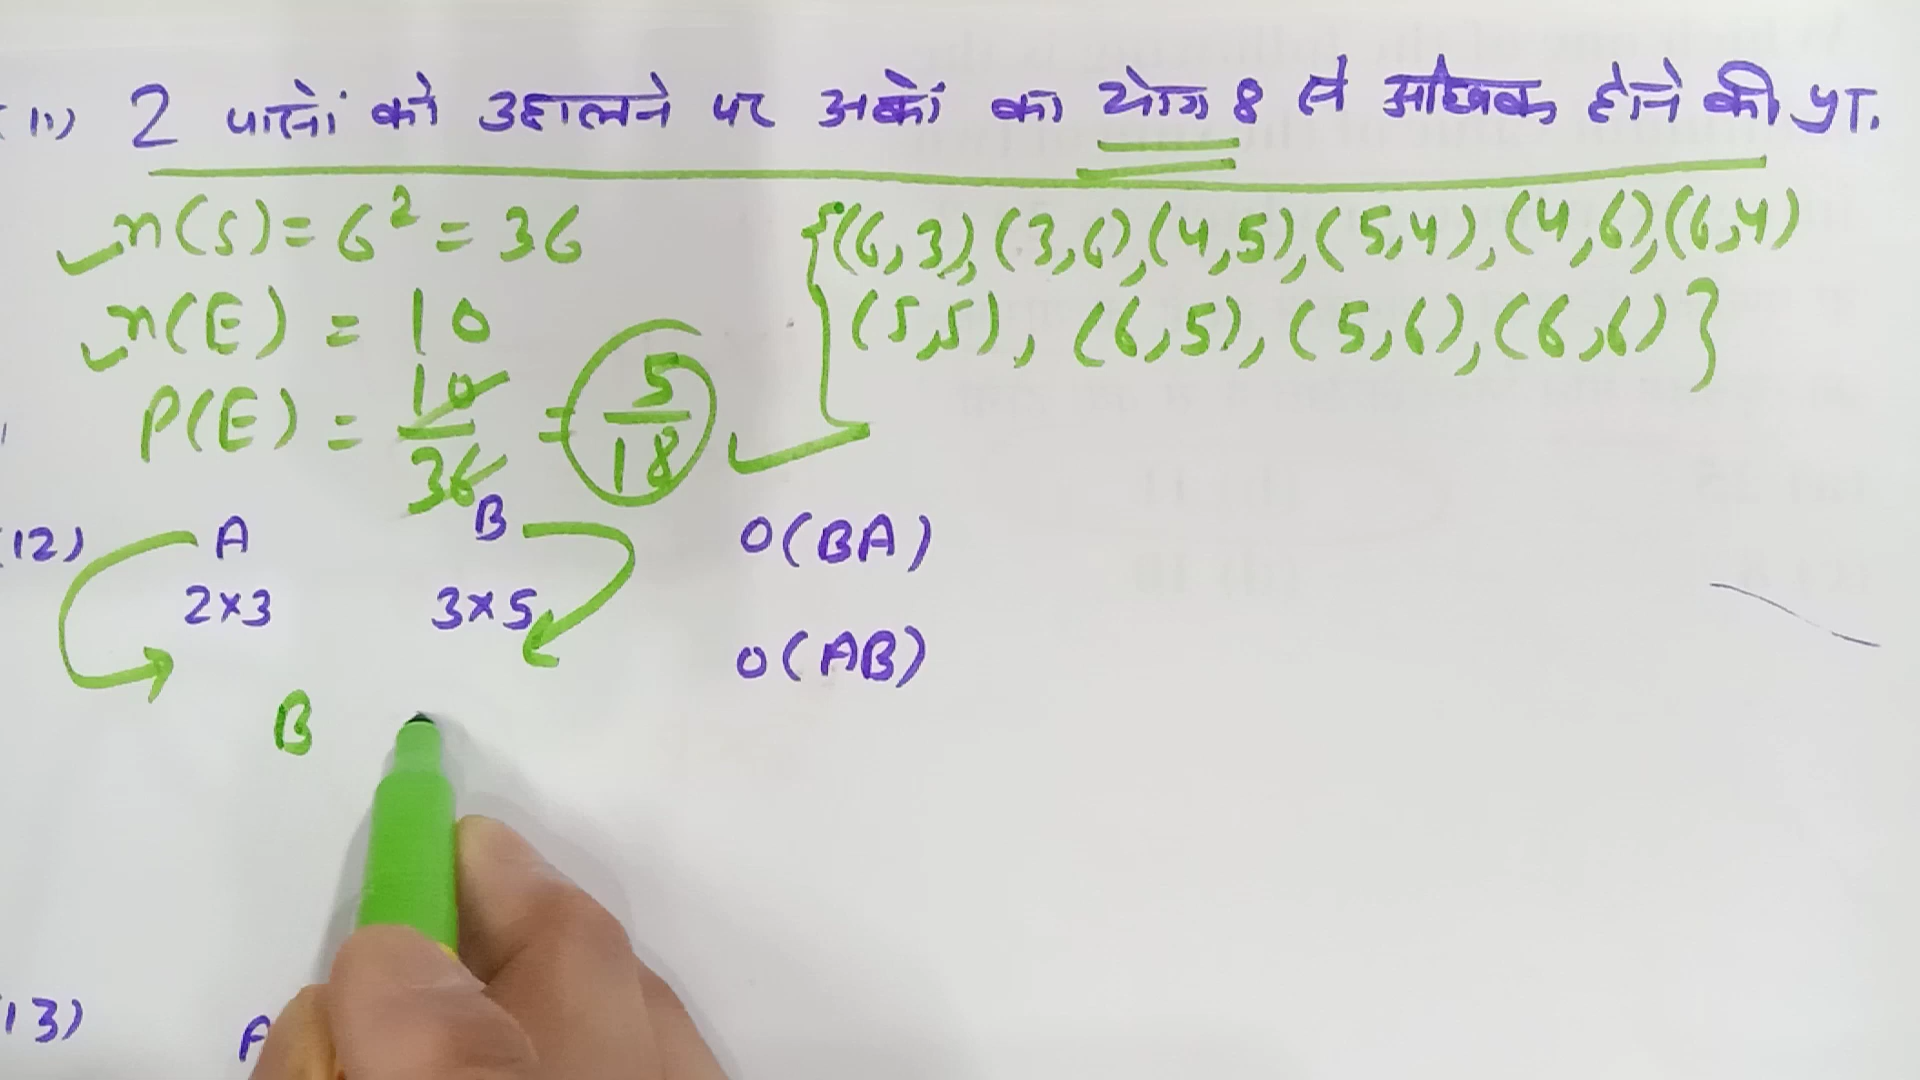 (11) 2 पासों को उछालने पर अंकों का योग 8 से अधिक होने की प्रा.
n(S) = 6² = 36
{(6,3), (3,6), (4,5), (5,4), (4,6), (6,4)
n(E) = 10
(5,5), (6,5), (5,6), (6,6)}
P(E) = 10/36 = 5/18
(12) A B O(BA)
2×3 3×5
O(AB)
B
(13) A